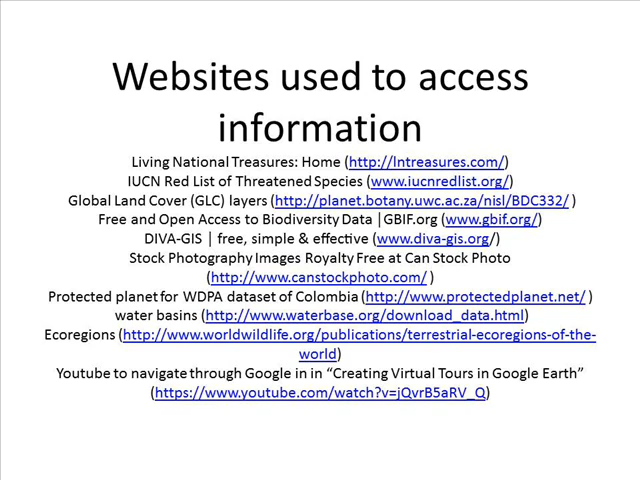 Websites used to access
information
Living National Treasures: Home (http://lntreasures.com/)
IUCN Red List of Threatened Species (www.iucnredlist.org/)
Global Land Cover (GLC) layers (http://planet.botany.uwc.ac.za/nisl/BDC332/ )
Free and Open Access to Biodiversity Data |GBIF.org (www.gbif.org/)
DIVA-GIS | free, simple & effective (www.diva-gis.org/)
Stock Photography Images Royalty Free at Can Stock Photo
(http://www.canstockphoto.com/ )
Protected planet for WDPA dataset of Colombia (http://www.protectedplanet.net/ )
water basins (http://www.waterbase.org/download_data.html)
Ecoregions (http://www.worldwildlife.org/publications/terrestrial-ecoregions-of-the-
world)
Youtube to navigate through Google in in “Creating Virtual Tours in Google Earth”
(https://www.youtube.com/watch?v=jQvrB5aRV_Q)